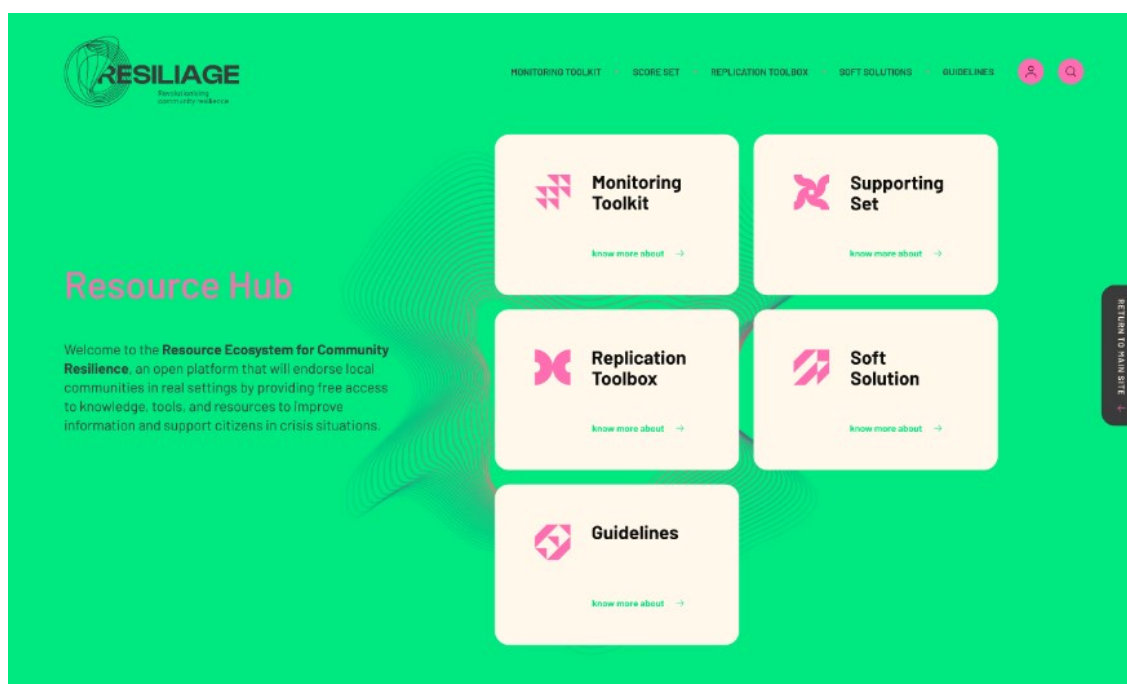 RESILIAGE
Revolutionising
community resilience
MONITORING TOOLKIT
SCORE SET
REPLICATION TOOLBOX
SOFT SOLUTIONS
GUIDELINES
Resource Hub
Welcome to the Resource Ecosystem for Community
Resilience, an open platform that will endorse local
communities in real settings by providing free access
to knowledge, tools, and resources to improve
information and support citizens in crisis situations.
Monitoring
Toolkit
know more about →
Supporting
Set
know more about →
Replication
Toolbox
know more about →
Soft
Solution
know more about →
Guidelines
know more about →
RETURN TO MAIN SITE